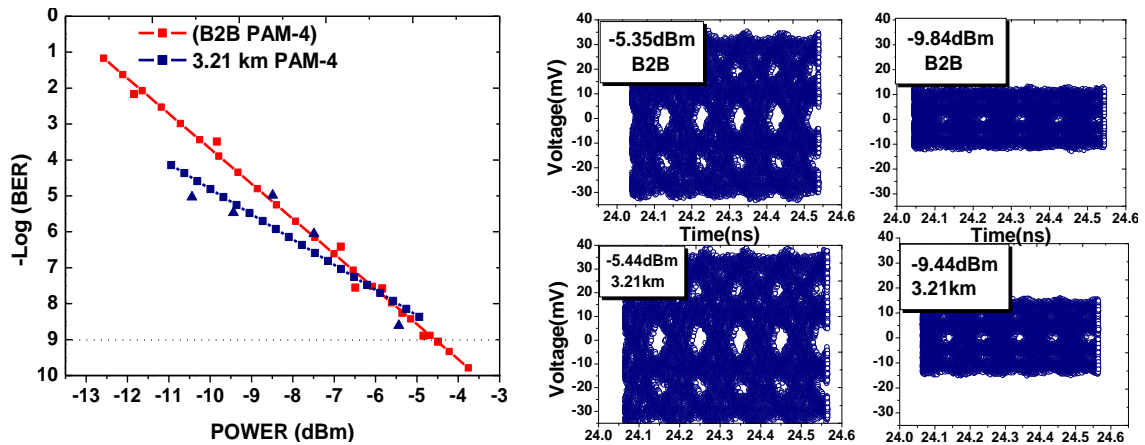 0
1
2
3
4
5
6
7
8
9
10
-Log (BER)
(B2B PAM-4)
3.21 km PAM-4
-13 -12 -11 -10 -9 -8 -7 -6 -5 -4 -3
POWER (dBm)
40
30
20
10
0
-10
-20
-30
Voltage(mV)
-5.35dBm
B2B
24.0 24.1 24.2 24.3 24.4 24.5 24.6
Time(ns)
40
30
20
10
0
-10
-20
-30
-9.84dBm
B2B
24.0 24.1 24.2 24.3 24.4 24.5 24.6
Time(ns)
40
30
20
10
0
-10
-20
-30
Voltage(mV)
-5.44dBm
3.21km
24.0 24.1 24.2 24.3 24.4 24.5 24.6
40
30
20
10
0
-10
-20
-30
-9.44dBm
3.21km
24.0 24.1 24.2 24.3 24.4 24.5 24.6